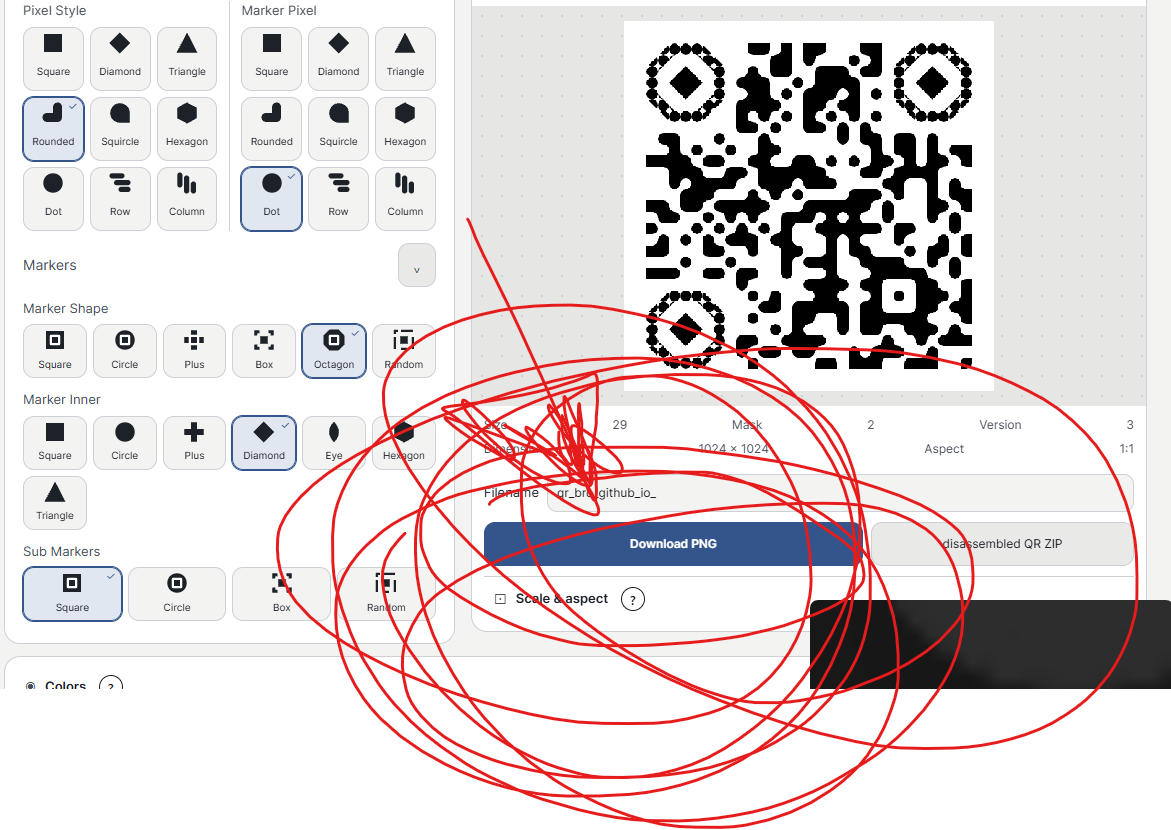 Pixel Style
Marker Pixel
Square
Diamond
Triangle
Square
Diamond
Triangle
Rounded
Squircle
Hexagon
Rounded
Squircle
Hexagon
Dot
Row
Column
Dot
Row
Column
Markers
v
Marker Shape
Square
Circle
Plus
Box
Octagon
Random
Marker Inner
Square
Circle
Plus
Diamond
Eye
Hexagon
Triangle
Sub Markers
Square
Circle
Box
Random
Colors ?
Size 29 Mask 2 Version 3
1024 × 1024 Aspect 1:1
Filename
Download PNG
disassembled QR ZIP
Scale & aspect ?